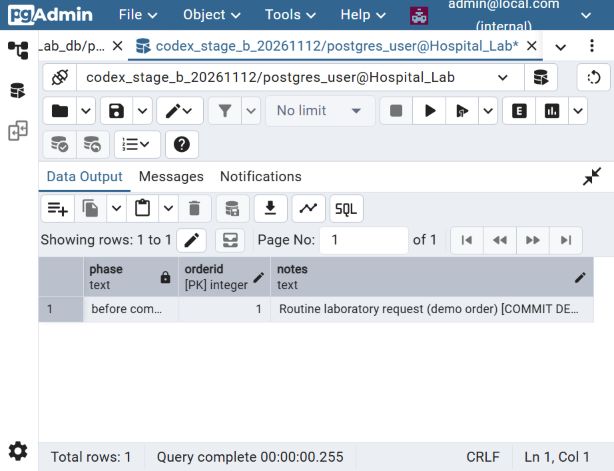 pgAdmin File Object Tools Help admin@local.com (internal)
_ab_db/p... codex_stage_b_20261112/postgres_user@Hospital_Lab*
codex_stage_b_20261112/postgres_user@Hospital_Lab
No limit E
Data Output Messages Notifications
SQL
Showing rows: 1 to 1 Page No: 1 of 1
phase orderid notes
text [PK] integer text
1 before com... 1 Routine laboratory request (demo order) [COMMIT DE...
Total rows: 1 Query complete 00:00:00.255 CRLF Ln 1, Col 1